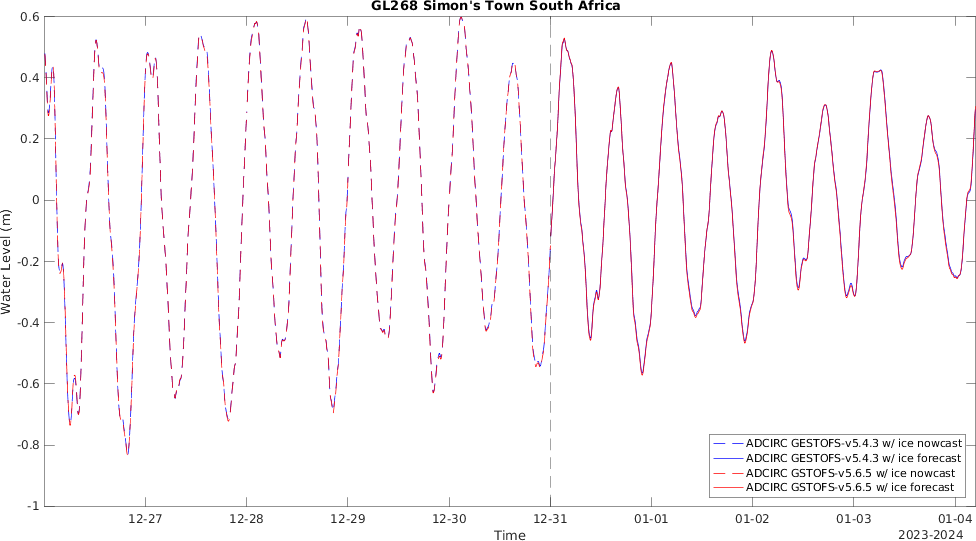 GL268 Simon's Town South Africa
0.6
0.4
0.2
0
-0.2
-0.4
-0.6
-0.8
-1
Water Level (m)
12-27 12-28 12-29 12-30 12-31 01-01 01-02 01-03 01-04
Time
2023-2024
ADCIRC GESTOFS-v5.4.3 w/ ice nowcast
ADCIRC GESTOFS-v5.4.3 w/ ice forecast
ADCIRC GSTOFS-v5.6.5 w/ ice nowcast
ADCIRC GSTOFS-v5.6.5 w/ ice forecast